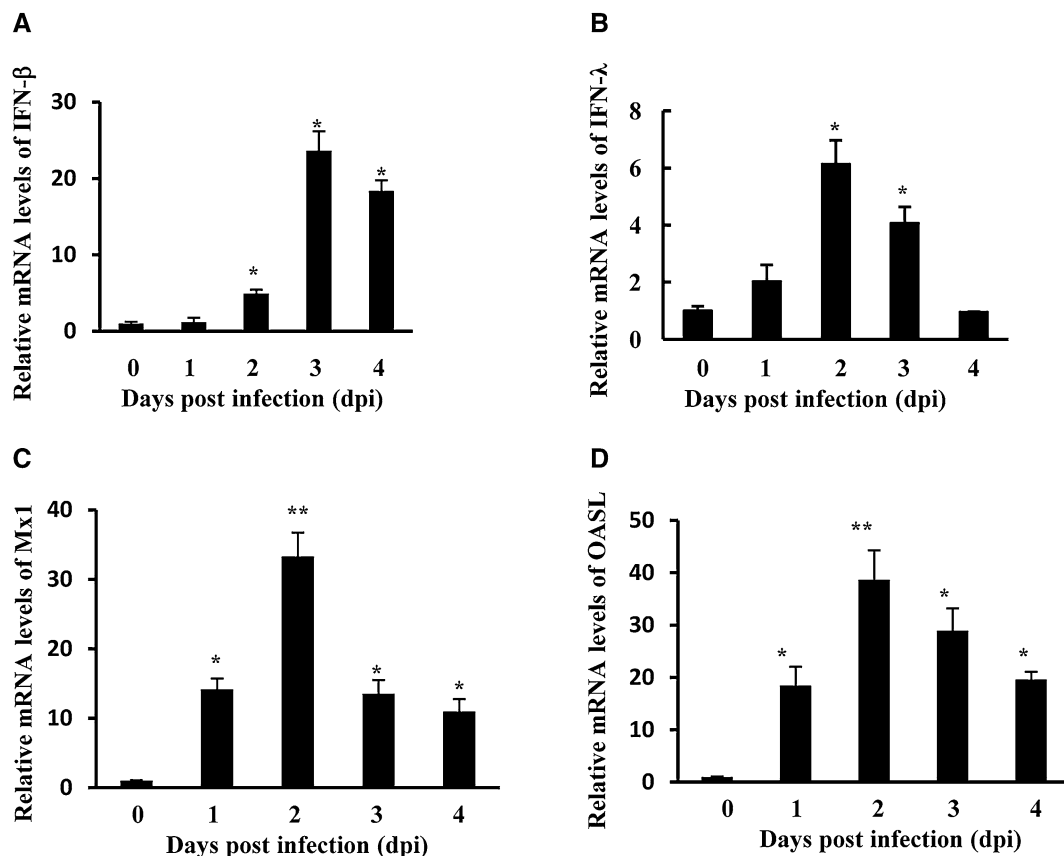 A
Relative mRNA levels of IFN-β
30
20
10
0
*
*
*
0 1 2 3 4
Days post infection (dpi)
B
Relative mRNA levels of IFN-λ
8
6
4
2
0
*
*
0 1 2 3 4
Days post infection (dpi)
C
Relative mRNA levels of Mx1
40
30
20
10
0
*
**
*
*
0 1 2 3 4
Days post infection (dpi)
D
Relative mRNA levels of OASL
50
40
30
20
10
0
*
**
*
*
0 1 2 3 4
Days post infection (dpi)